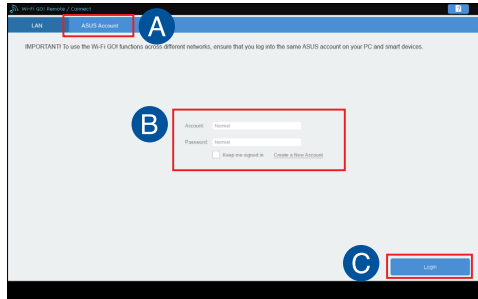 Wi-Fi GO! Remote / Connect
?
LAN
ASUS Account
A
IMPORTANT! To use the Wi-Fi GO! functions across different networks, ensure that you log into the same ASUS account on your PC and smart devices.
B
Account: Normal
Password: Normal
Keep me signed in Create a New Account
C
Login